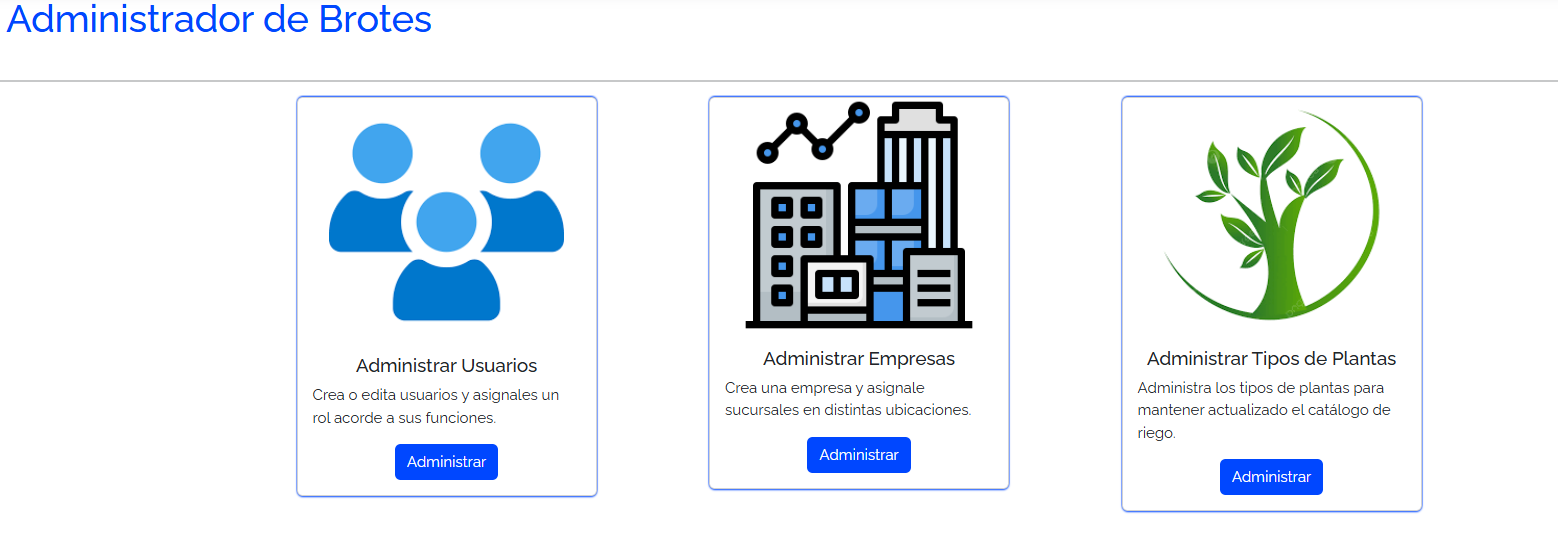 Administrador de Brotes
Administrar Usuarios
Crea o edita usuarios y asignales un
rol acorde a sus funciones.
Administrar
Administrar Empresas
Crea una empresa y asignale
sucursales en distintas ubicaciones.
Administrar
Administrar Tipos de Plantas
Administra los tipos de plantas para
mantener actualizado el catálogo de
riego.
Administrar